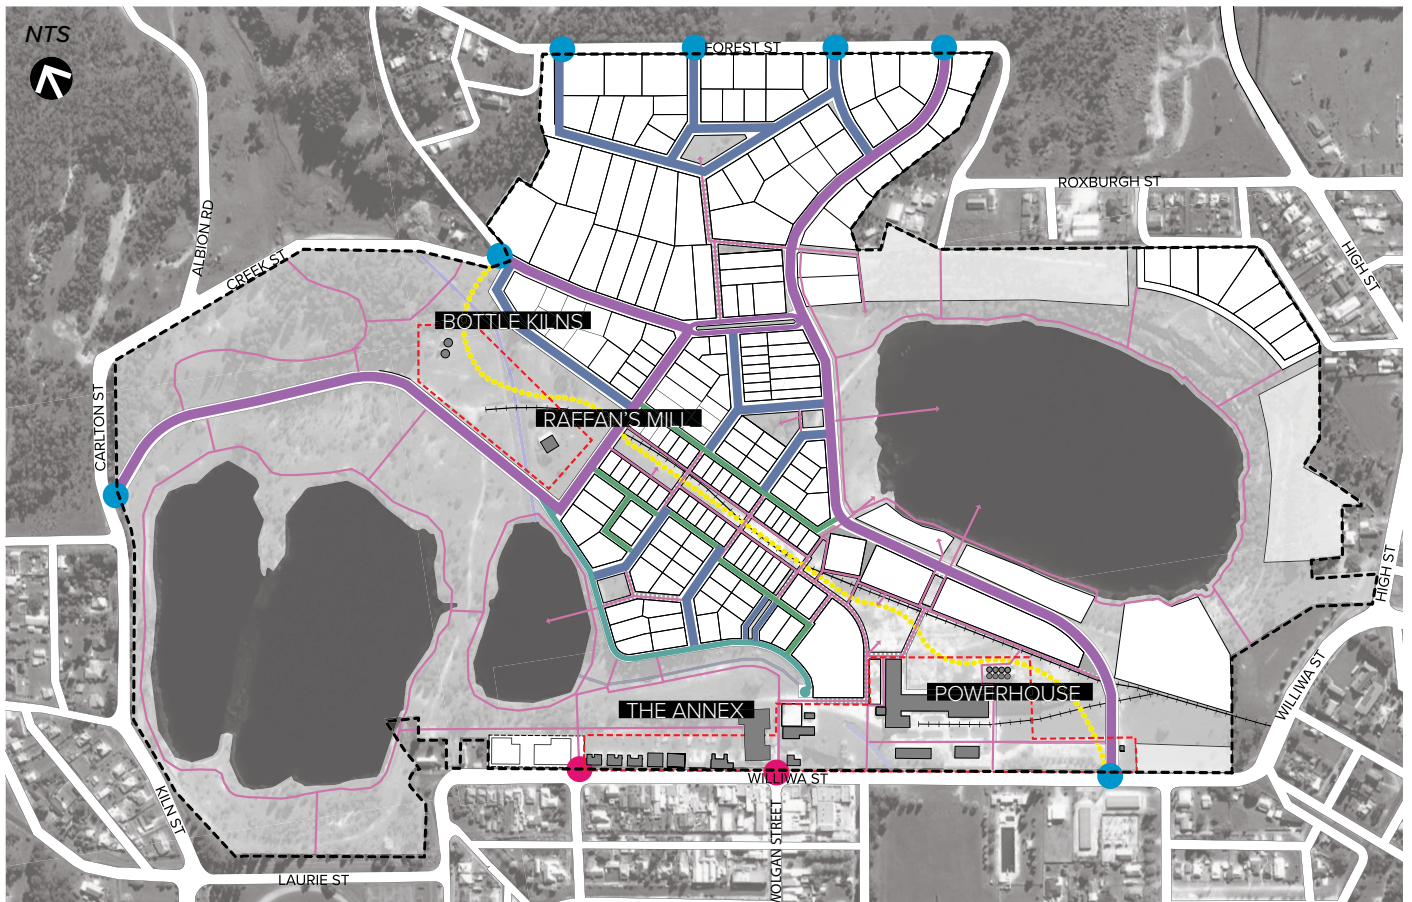 NTS
FOREST ST
ROXBURGH ST
ALBION RD
HIGH ST
CREEK ST
BOTTLE KILNS
CARLTON ST
RAFFAN'S MILL
HIGH ST
WILLIWA ST
POWERHOUSE
THE ANNEX
WILLIWA ST
KILN ST
WOLGAN STREET
LAURIE ST